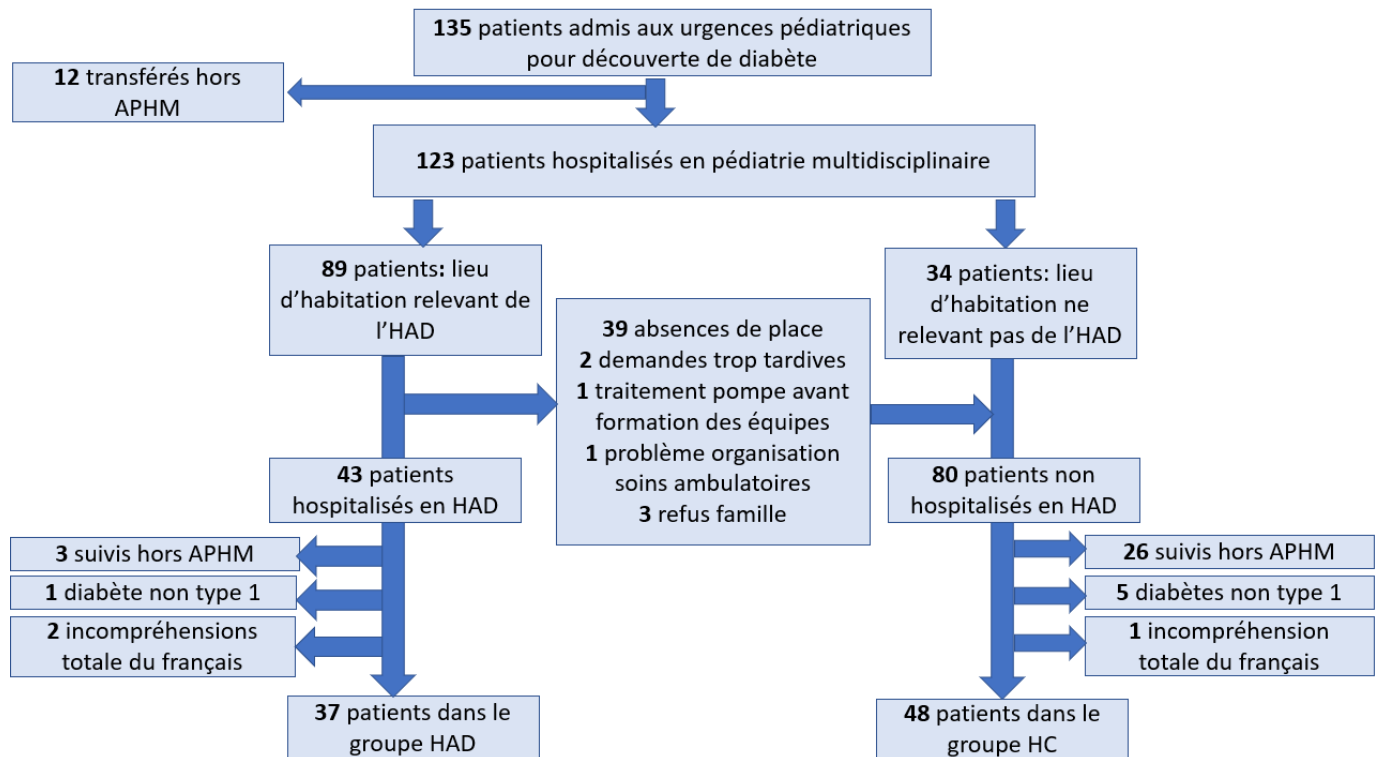 135 patients admis aux urgences pédiatriques
pour découverte de diabète
12 transférés hors
APHM
123 patients hospitalisés en pédiatrie multidisciplinaire
89 patients: lieu
d'habitation relevant de
l'HAD
34 patients: lieu
d'habitation ne
relevant pas de l'HAD
39 absences de place
2 demandes trop tardives
1 traitement pompe avant
formation des équipes
1 problème organisation
soins ambulatoires
3 refus famille
43 patients
hospitalisés en HAD
80 patients non
hospitalisés en HAD
3 suivis hors APHM
1 diabète non type 1
2 incompréhensions
totale du français
26 suivis hors APHM
5 diabètes non type 1
1 incompréhension
totale du français
37 patients dans le
groupe HAD
48 patients dans le
groupe HC